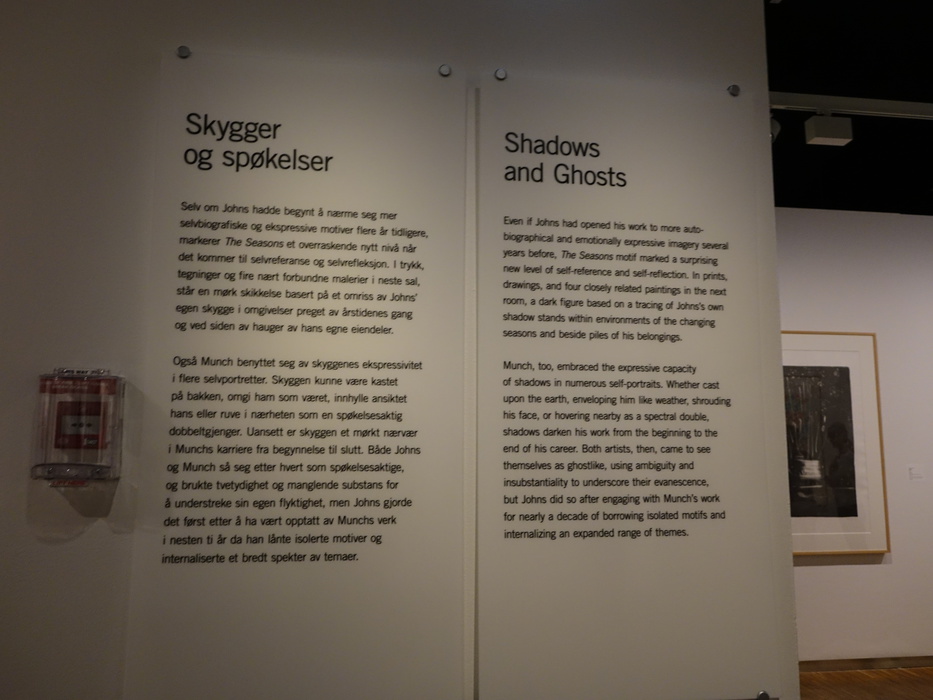 Skygger
og spøkelser
Selv om Johns hadde begynt å nærme seg mer
selvbiografiske og ekspressive motiver flere år tidligere,
markerer The Seasons et overraskende nytt nivå når
det kommer til selvreferanse og selvrefleksjon. I trykk,
tegninger og fire nært forbundne malerier i neste sal,
står en mørk skikkelse basert på et omriss av Johns'
egen skygge i omgivelser preget av årstidenes gang
og ved siden av hauger av hans egne eiendeler.
Også Munch benyttet seg av skyggenes ekspressivitet
i flere selvportretter. Skyggen kunne være kastet
på bakken, omgi ham som været, innhylle ansiktet
hans eller ruve i nærheten som en spøkelsesaktig
dobbeltgjenger. Uansett er skyggen et mørkt nærvær
i Munchs karriere fra begynnelse til slutt. Både Johns
og Munch så seg etter hvert som spøkelsesaktige,
og brukte tvetydighet og manglende substans for
å understreke sin egen flyktighet, men Johns gjorde
det først etter å ha vært opptatt av Munchs verk
i nesten ti år da han lånte isolerte motiver og
internaliserte et bredt spekter av temaer.
Shadows
and Ghosts
Even if Johns had opened his work to more auto-
biographical and emotionally expressive imagery several
years before, The Seasons motif marked a surprising
new level of self-reference and self-reflection. In prints,
drawings, and four closely related paintings in the next
room, a dark figure based on a tracing of Johns's own
shadow stands within environments of the changing
seasons and beside piles of his belongings.
Munch, too, embraced the expressive capacity
of shadows in numerous self-portraits. Whether cast
upon the earth, enveloping him like weather, shrouding
his face, or hovering nearby as a spectral double,
shadows darken his work from the beginning to the
end of his career. Both artists, then, came to see
themselves as ghostlike, using ambiguity and
insubstantiality to underscore their evanescence,
but Johns did so after engaging with Munch's work
for nearly a decade of borrowing isolated motifs and
internalizing an expanded range of themes.